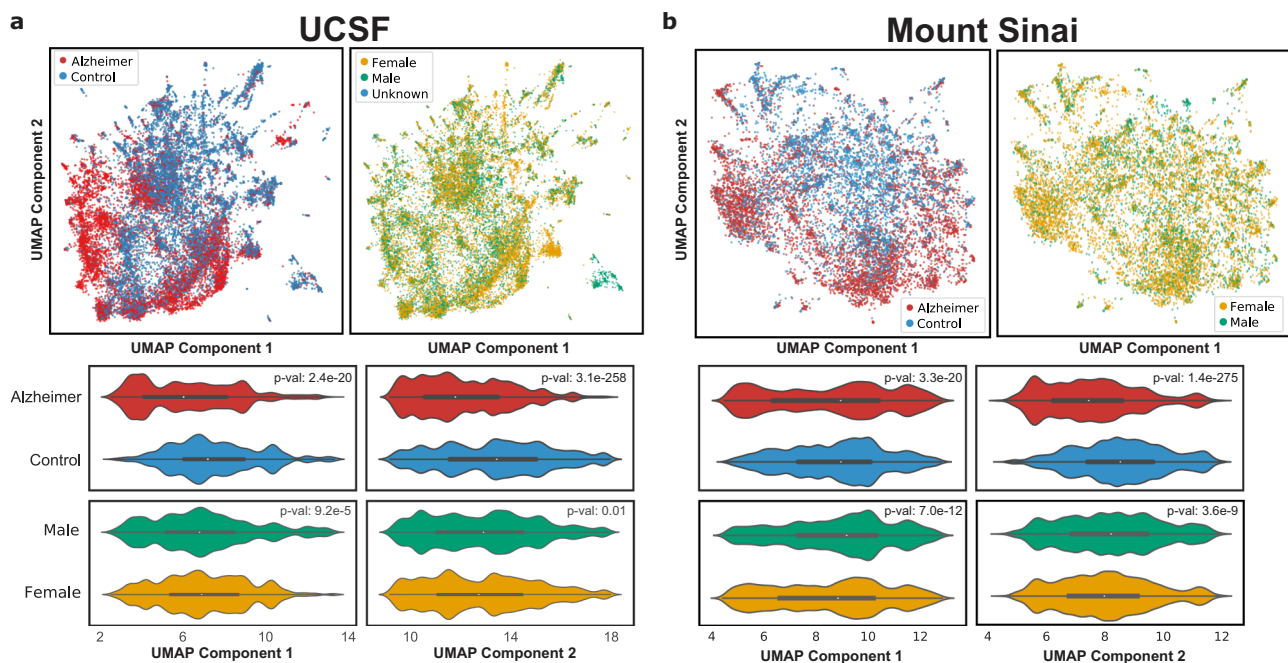 a
UCSF
Alzheimer
Control
UMAP Component 2
UMAP Component 1
Female
Male
Unknown
UMAP Component 1
b
Mount Sinai
UMAP Component 2
Alzheimer
Control
UMAP Component 1
Female
Male
UMAP Component 1
Alzheimer
Control
p-val: 2.4e-20
p-val: 3.1e-258
p-val: 3.3e-20
p-val: 1.4e-275
Male
Female
p-val: 9.2e-5
p-val: 0.01
p-val: 7.0e-12
p-val: 3.6e-9
2 6 10 14
10 14 18
4 6 8 10 12
4 6 8 10 12
UMAP Component 1
UMAP Component 2
UMAP Component 1
UMAP Component 2